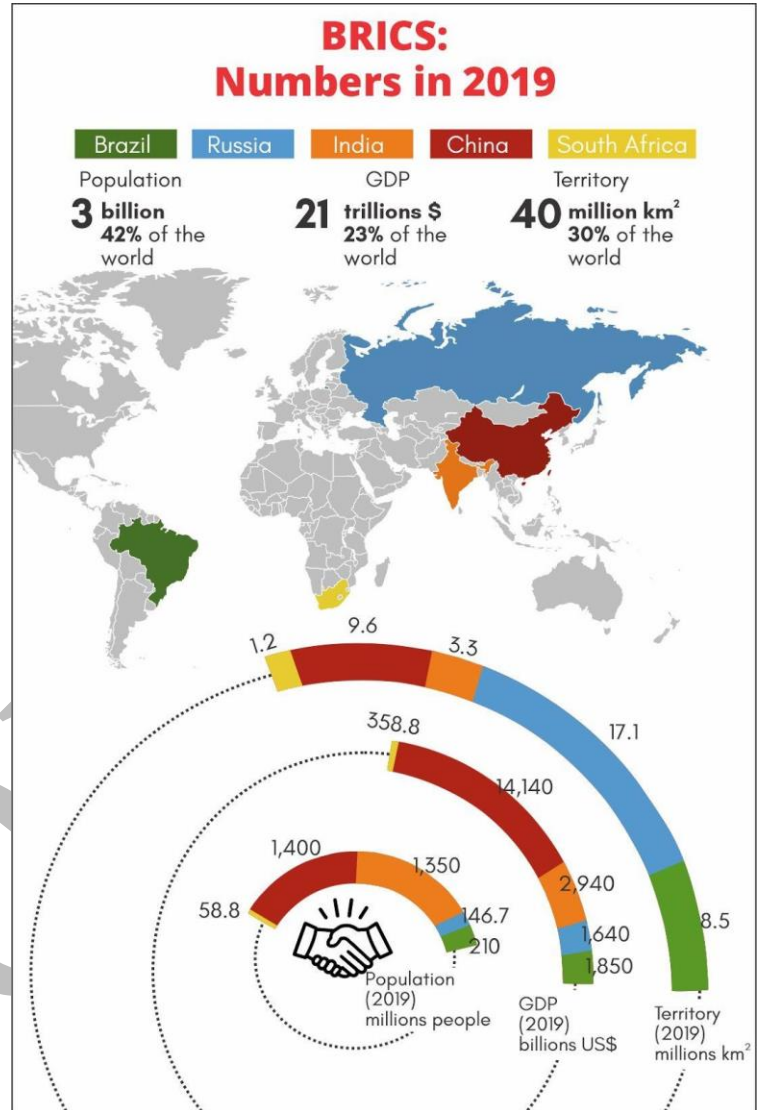 BRICS:
Numbers in 2019
Brazil
Russia
India
China
South Africa
Population
3 billion
42% of the
world
GDP
21 trillions $
23% of the
world
Territory
40 million km²
30% of the
world
1.2
9.6
3.3
17.1
8.5
358.8
14,140
2,940
1,640
1,850
58.8
1,400
1,350
146.7
210
Population
(2019)
millions people
GDP
(2019)
billions US$
Territory
(2019)
millions km²